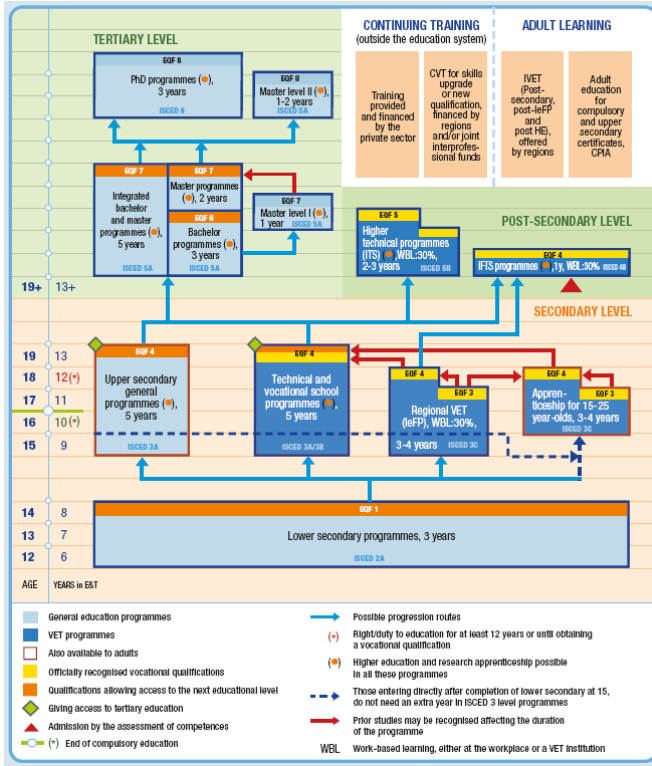 TERTIARY LEVEL
CONTINUING TRAINING
(outside the education system)
ADULT LEARNING
EQF 8
PhD programmes ( ),
3 years
ISCED 6
EQF 8
Master level II ( ),
1-2 years
ISCED 5A
Training
provided
and financed
by the
private sector
CVT for skills
upgrade
or new
qualification,
financed by
regions
and/or joint
interprofes-
sional funds
IVET
(Post-
secondary,
post-IeFP
and
post HE),
offered
by regions
Adult
education
for
compulsory
and upper
secondary
certificates,
CPIA
EQF 7
Integrated
bachelor
and master
programmes ( ),
5 years
ISCED 5A
EQF 7
Master programmes
( ), 2 years
EQF 6
Bachelor
programmes ( ),
3 years
ISCED 5A
EQF 7
Master level I ( ),
1 year ISCED 5A
POST-SECONDARY LEVEL
EQF 5
Higher
technical programmes
(ITS) ( ),WBL:30%,
2-3 years
ISCED 5B
EQF 4
IFTS programmes ( ),1y, WBL:30% ISCED 4B
19+ 13+
SECONDARY LEVEL
19 13
18 12(*)
17 11
16 10(*)
15 9
EQF 4
Upper secondary
general
programmes ( ),
5 years
ISCED 3A
EQF 4
Technical and
vocational school
programmes ( ),
5 years
ISCED 3A/3B
EQF 4
EQF 3
Regional VET
(IeFP), WBL:30%,
3-4 years
ISCED 3C
EQF 4
EQF 3
Appren-
ticeship for 15-25
year-olds, 3-4 years
ISCED 3C
14 8
13 7
12 6
EQF 1
Lower secondary programmes, 3 years
ISCED 2A
AGE YEARS in E&T
General education programmes
VET programmes
Also available to adults
Officially recognised vocational qualifications
Qualifications allowing access to the next educational level
Giving access to tertiary education
Admission by the assessment of competences
(*) End of compulsory education
Possible progression routes
(*) Right/duty to education for at least 12 years or until obtaining
a vocational qualification
( ) Higher education and research apprenticeship possible
in all these programmes
Those entering directly after completion of lower secondary at 15,
do not need an extra year in ISCED 3 level programmes
Prior studies may be recognised affecting the duration
of the programme
WBL Work-based learning, either at the workplace or a VET institution